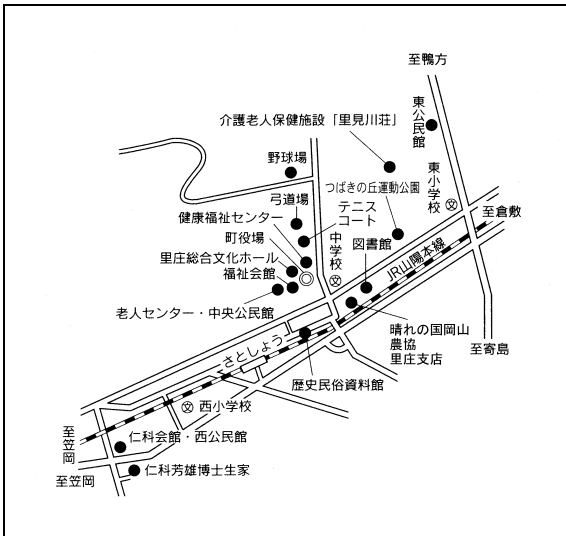 至鴨方
東公民館
介護老人保健施設「里見川荘」
野球場
東小学校
つばきの丘運動公園
弓道場
テニス
コート
至倉敷
健康福祉センター
町役場
中学校
図書館
JR山陽本線
里庄総合文化ホール
福祉会館
老人センター・中央公民館
晴れの国岡山
農協
里庄支店
至寄島
さとしょう
歴史民俗資料館
西小学校
至笠岡
仁科会館・西公民館
仁科芳雄博士生家
至笠岡